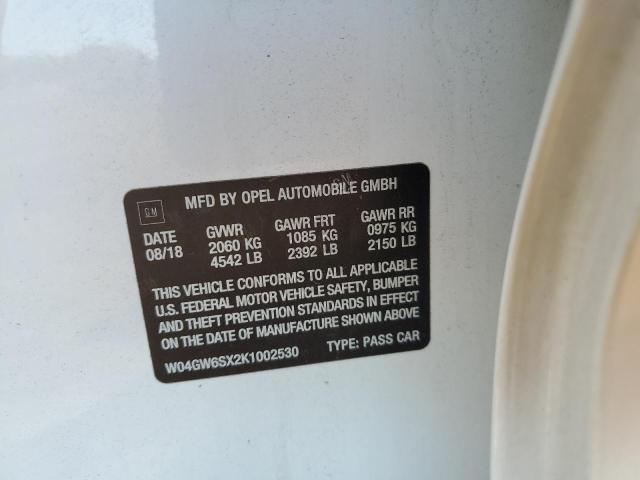 GM
MFD BY OPEL AUTOMOBILE GMBH
DATE GVWR GAWR FRT GAWR RR
08/18 2060 KG 1085 KG 0975 KG
4542 LB 2392 LB 2150 LB
THIS VEHICLE CONFORMS TO ALL APPLICABLE
U.S. FEDERAL MOTOR VEHICLE SAFETY, BUMPER
AND THEFT PREVENTION STANDARDS IN EFFECT
ON THE DATE OF MANUFACTURE SHOWN ABOVE
W04GW6SX2K1002530 TYPE: PASS CAR